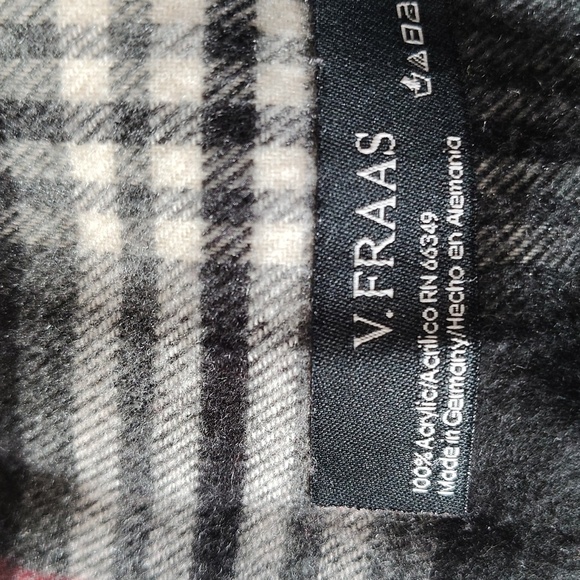 V. FRAAS
100% Acrylic/Acrilico RN 66349
Made in Germany/Hecho en Alemania